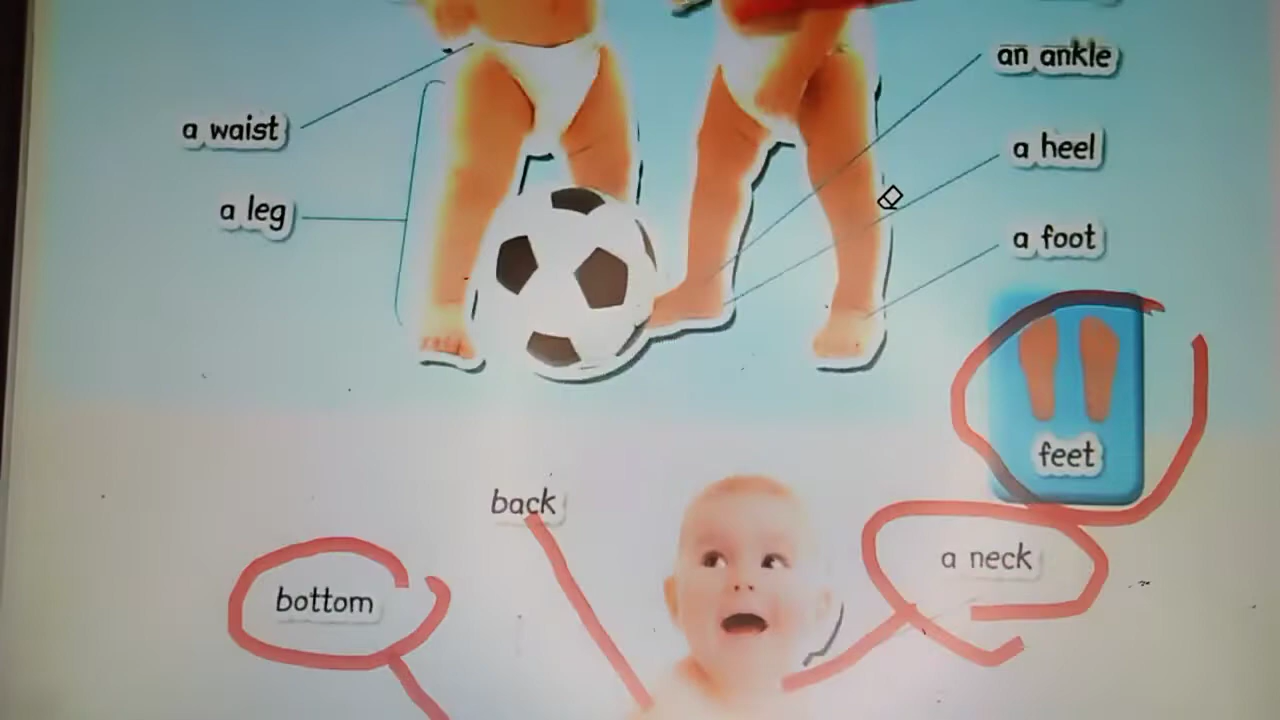 a waist
a leg
an ankle
a heel
a foot
feet
back
a neck
bottom